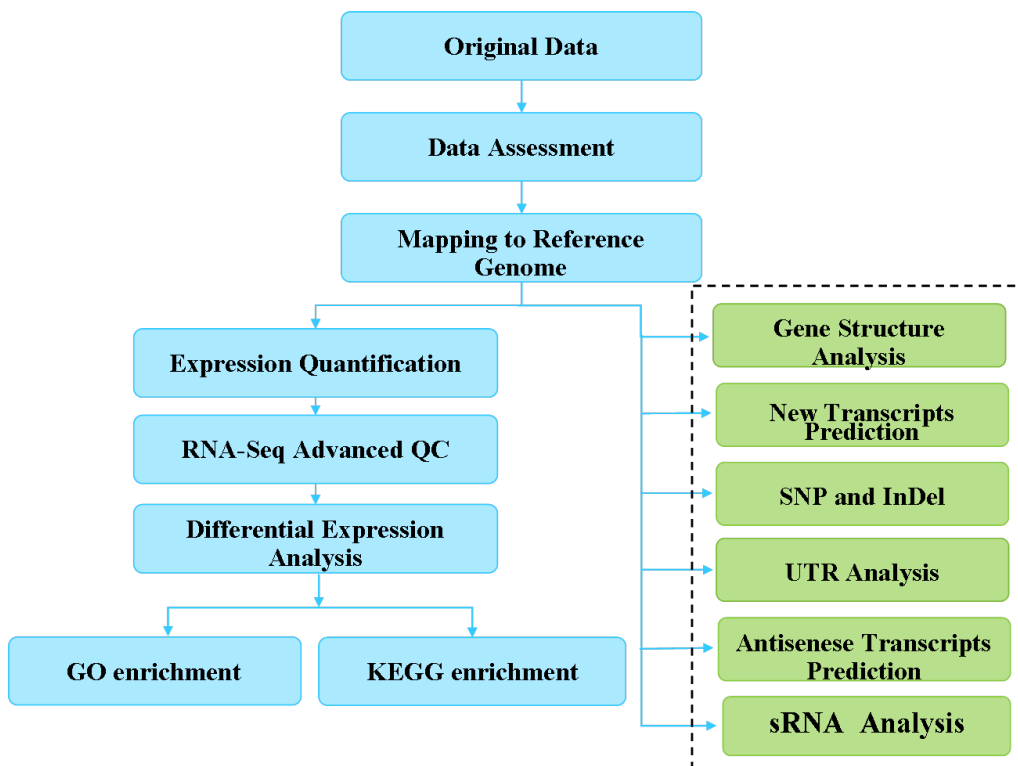 Original Data
Data Assessment
Mapping to Reference
Genome
Expression Quantification
RNA-Seq Advanced QC
Differential Expression
Analysis
GO enrichment
KEGG enrichment
Gene Structure
Analysis
New Transcripts
Prediction
SNP and InDel
UTR Analysis
Antisenese Transcripts
Prediction
sRNA Analysis